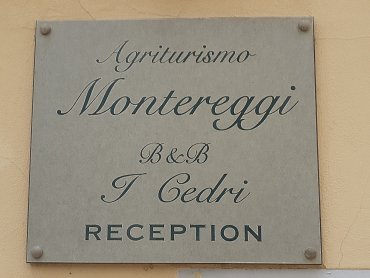 Agriturismo
Montereggi
B&B
I Cedri
RECEPTION